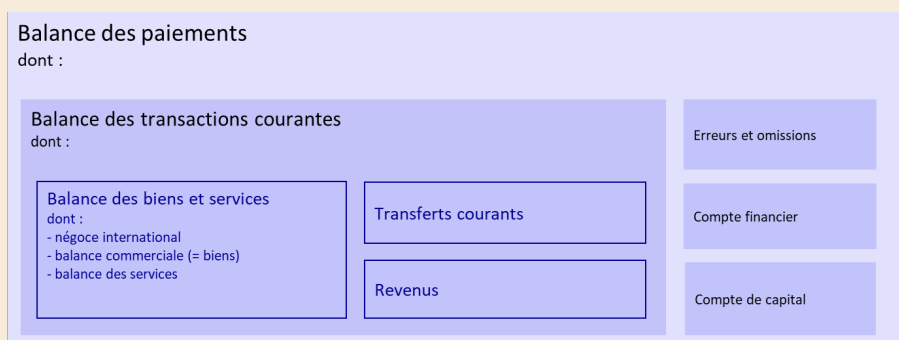 Balance des paiements
dont :
Balance des transactions courantes
dont :
Balance des biens et services
dont :
- négoce international
- balance commerciale (= biens)
- balance des services
Transferts courants
Revenus
Erreurs et omissions
Compte financier
Compte de capital